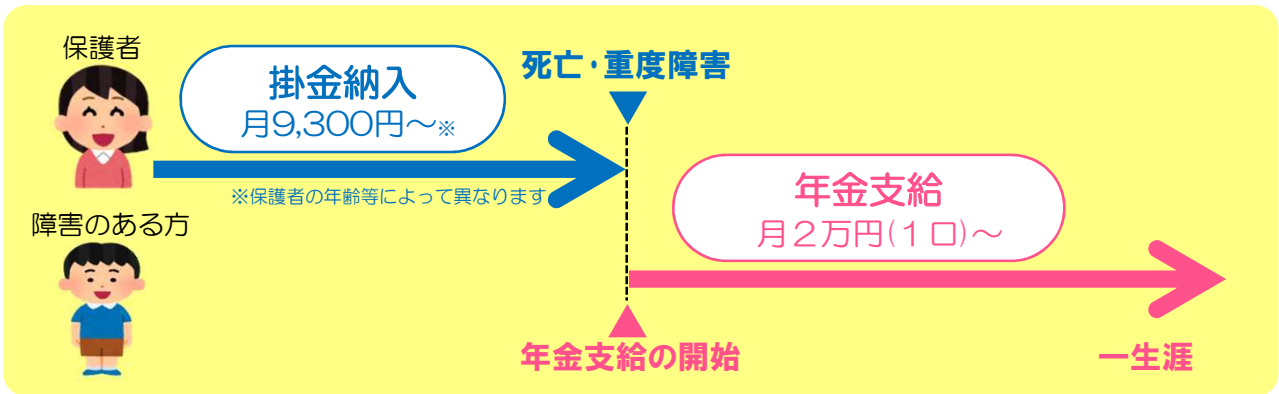 保護者
掛金納入
月9,300円～※
※保護者の年齢等によって異なります
死亡・重度障害
障害のある方
年金支給
月２万円(１口)～
年金支給の開始
一生涯